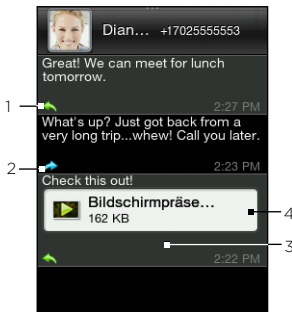 Dian... +17025555553
Great! We can meet for lunch
tomorrow.
1
2:27 PM
What's up? Just got back from a
very long trip...whew! Call you later.
2
2:23 PM
Check this out!
Bildschirmpräse...
162 KB
4
3
2:22 PM